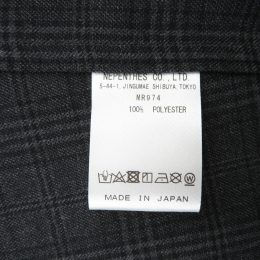 NEPENTHES CO., LTD.
5-44-1, JINGUMAE SHIBUYA, TOKYO
MR974
100% POLYESTER
MADE IN JAPAN